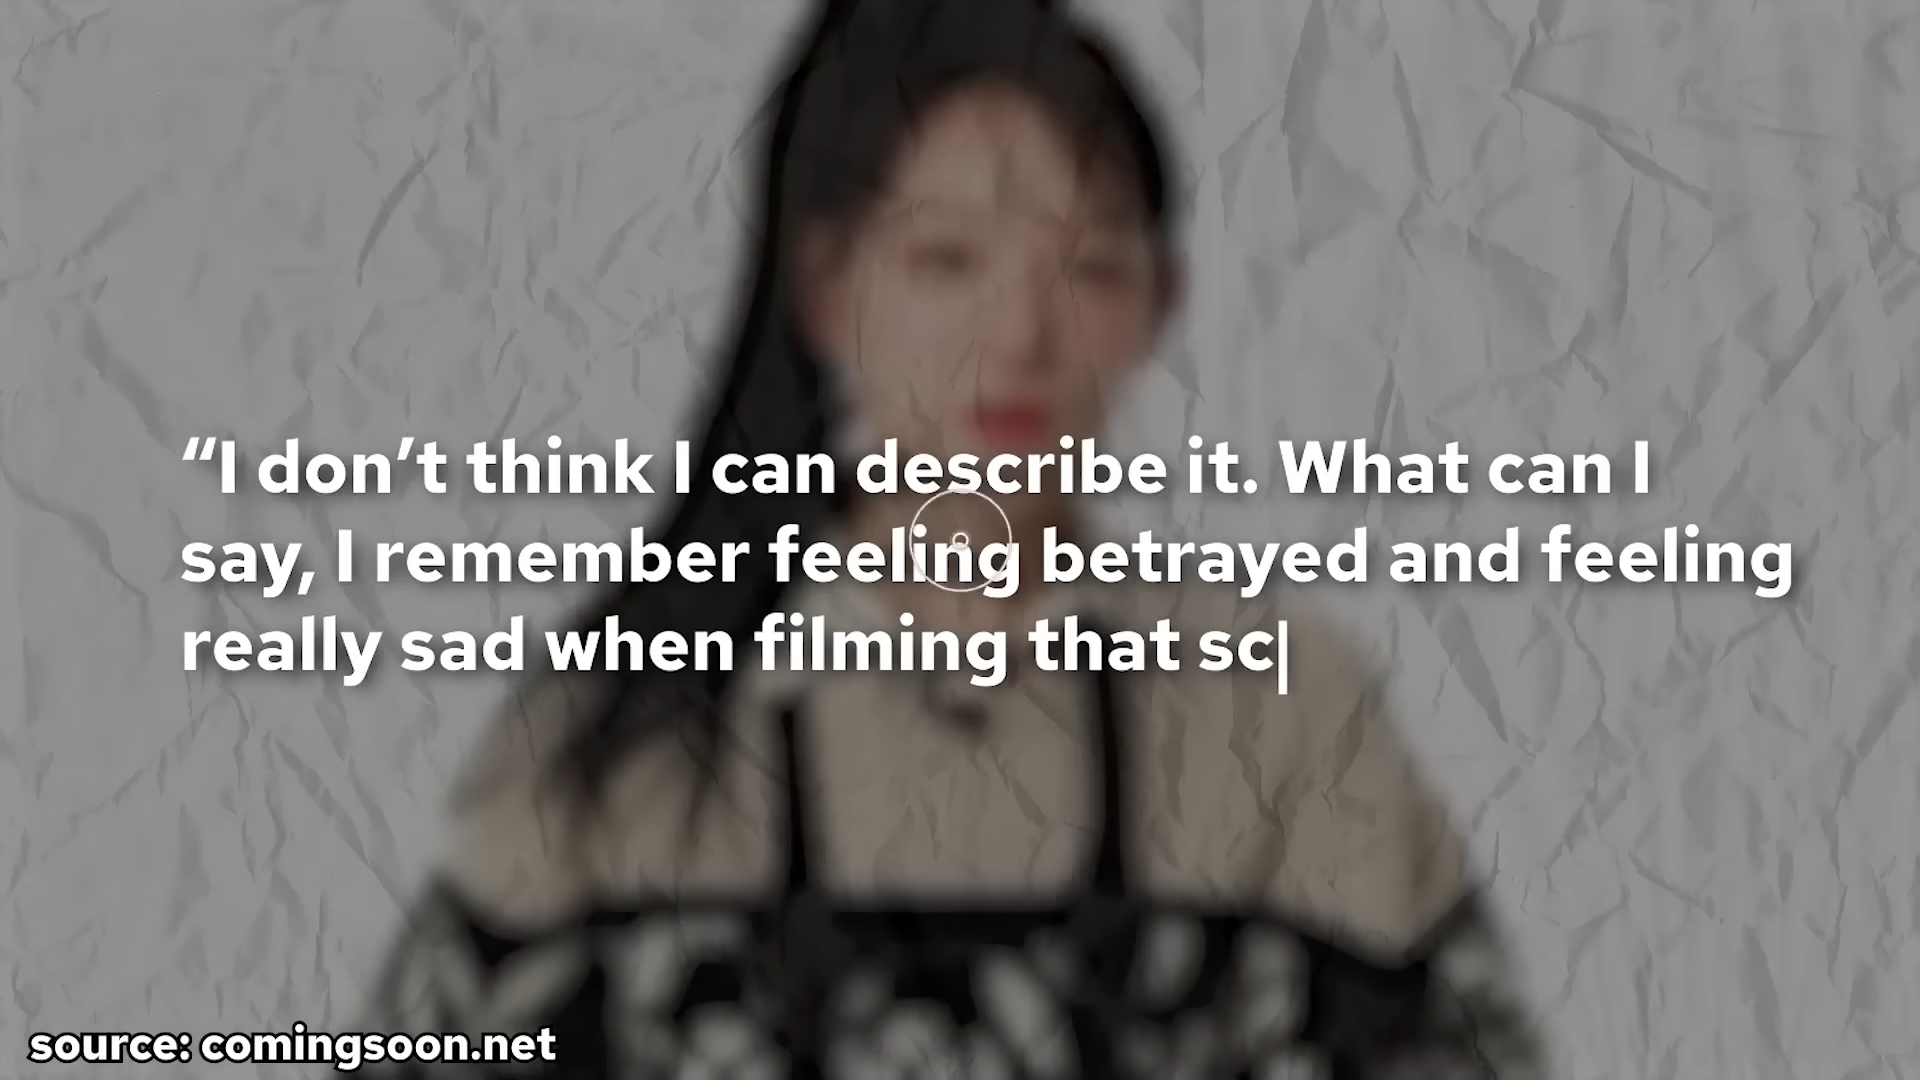 “I don’t think I can describe it. What can I
say, I remember feeling betrayed and feeling
really sad when filming that sc
source: comingsoon.net